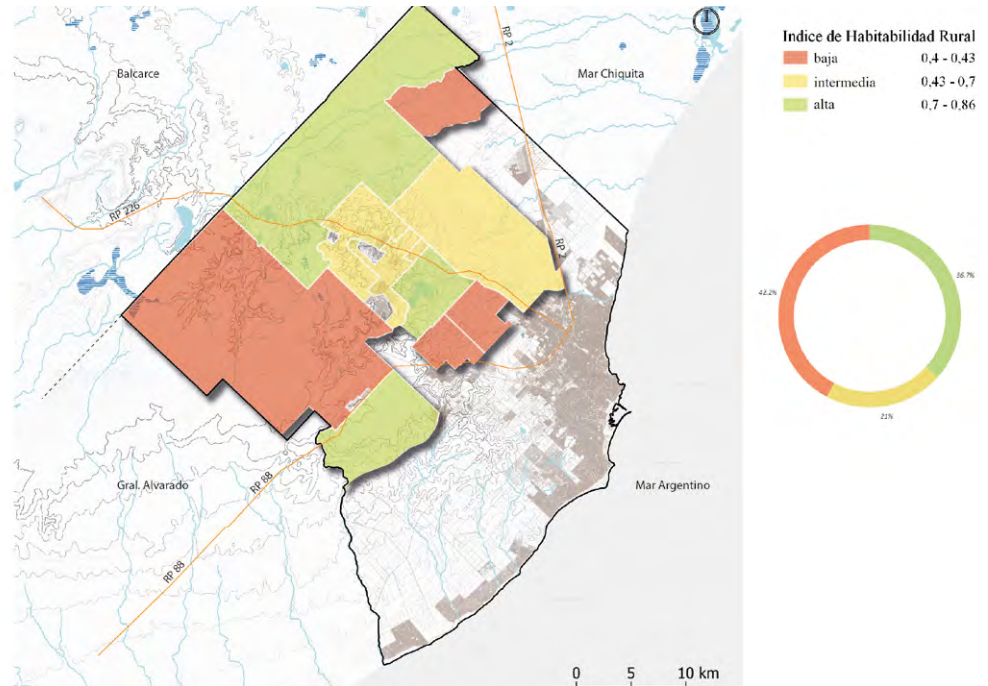 RP 2
Balcarce
Mar Chiquita
RP 226
RP 2
Gral. Alvarado
RP 88
Mar Argentino
RP 88
0 5 10 km
Indice de Habitabilidad Rural
baja 0,4 - 0,43
intermedia 0,43 - 0,7
alta 0,7 - 0,86
42.2%
36.7%
21%